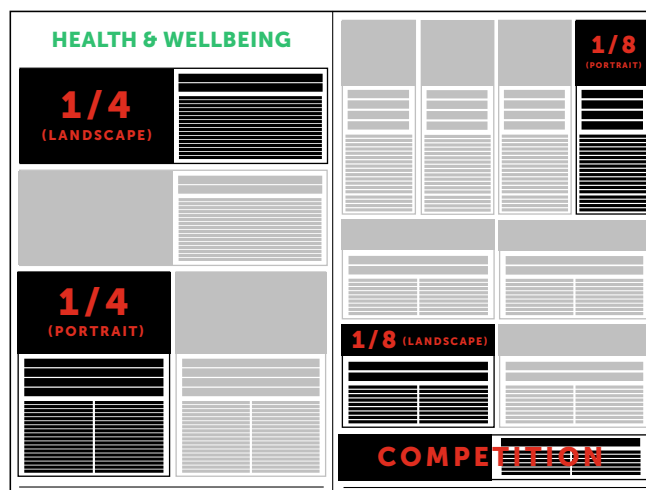 HEALTH & WELLBEING
1/4
(LANDSCAPE)
1/4
(PORTRAIT)
1/8
(PORTRAIT)
1/8 (LANDSCAPE)
COMPETITION